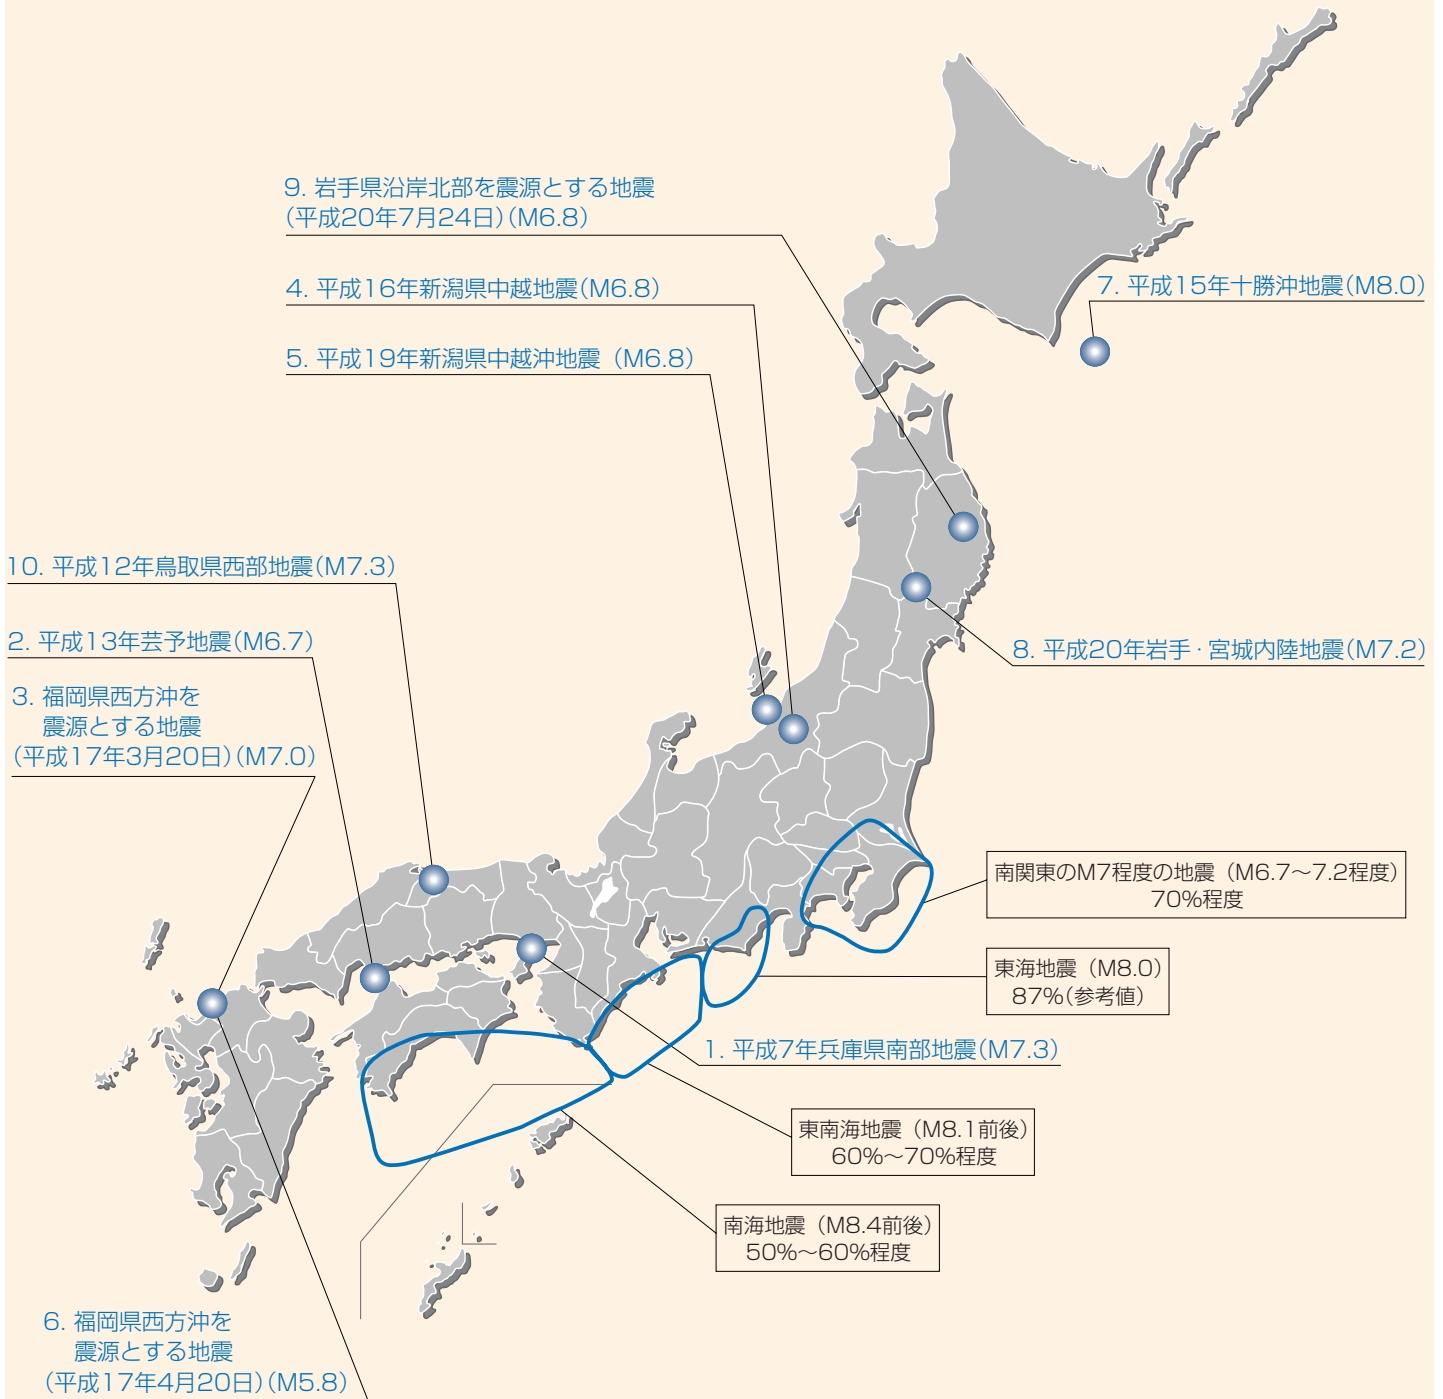 9. 岩手県沿岸北部を震源とする地震
(平成20年7月24日)(M6.8)
4. 平成16年新潟県中越地震(M6.8)
7. 平成15年十勝沖地震(M8.0)
5. 平成19年新潟県中越沖地震（M6.8）
10. 平成12年鳥取県西部地震(M7.3)
2. 平成13年芸予地震(M6.7)
8. 平成20年岩手・宮城内陸地震(M7.2)
3. 福岡県西方沖を
震源とする地震
(平成17年3月20日)(M7.0)
南関東のM7程度の地震（M6.7〜7.2程度）
70%程度
東海地震（M8.0）
87%(参考値)
1. 平成7年兵庫県南部地震(M7.3)
東南海地震（M8.1前後）
60%〜70%程度
南海地震（M8.4前後）
50%〜60%程度
6. 福岡県西方沖を
震源とする地震
(平成17年4月20日)(M5.8)